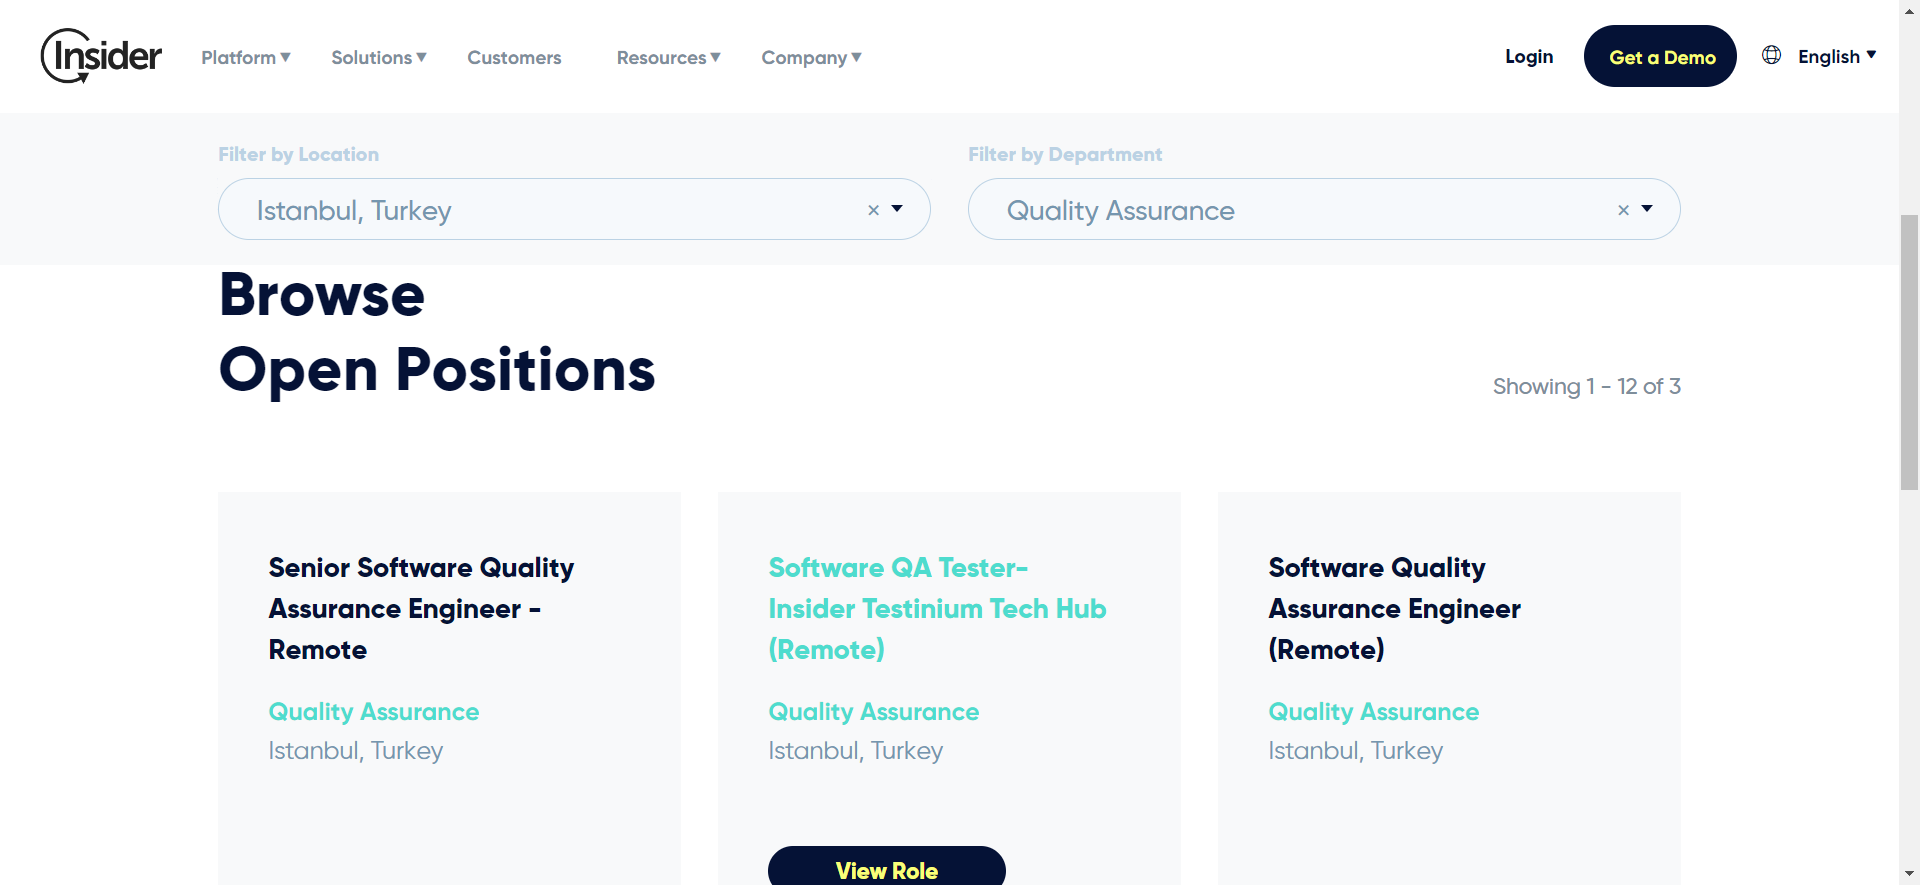 Insider
Platform ▼ Solutions ▼ Customers Resources ▼ Company ▼
Login
Get a Demo
English ▼
Filter by Location
Istanbul, Turkey ×
Filter by Department
Quality Assurance ×
Browse
Open Positions
Showing 1 - 12 of 3
Senior Software Quality
Assurance Engineer -
Remote
Quality Assurance
Istanbul, Turkey
Software QA Tester-
Insider Testinium Tech Hub
(Remote)
Quality Assurance
Istanbul, Turkey
View Role
Software Quality
Assurance Engineer
(Remote)
Quality Assurance
Istanbul, Turkey